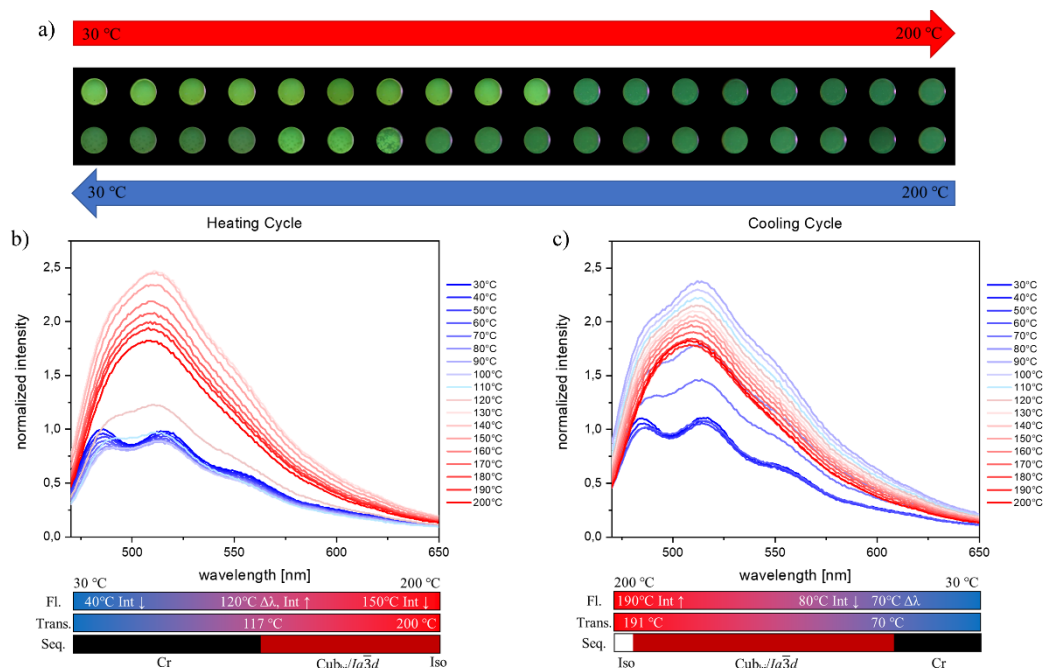 a)
30 ℃ 200 ℃
30 ℃ 200 ℃
b)
Heating Cycle
normalized intensity
2,5
2.0
1.5
1.0
0.5
0,0
500 550 600 650
wavelength [nm]
30°C
40°C
50°C
60°C
70°C
80°C
90°C
100°C
110°C
120°C
130°C
140°C
150°C
160°C
170°C
180°C
190°C
200°C
30 ℃ 200 ℃
Fl. 40°C Int ↓ 120°C Δλ, Int ↑ 150°C Int ↓
Trans. 117 ℃ 200 ℃
Seq.
Cr Iso
c)
Cooling Cycle
normalized intensity
2,5
2.0
1.5
1.0
0.5
0,0
500 550 600 650
wavelength [nm]
30°C
40°C
50°C
60°C
70°C
80°C
90°C
100°C
110°C
120°C
130°C
140°C
150°C
160°C
170°C
180°C
190°C
200°C
200 ℃ 30 ℃
Fl. 190°C Int ↑ 80°C Int ↓ 70°C Δλ
Trans. 191 ℃ 70 ℃
Seq.
Iso Cr